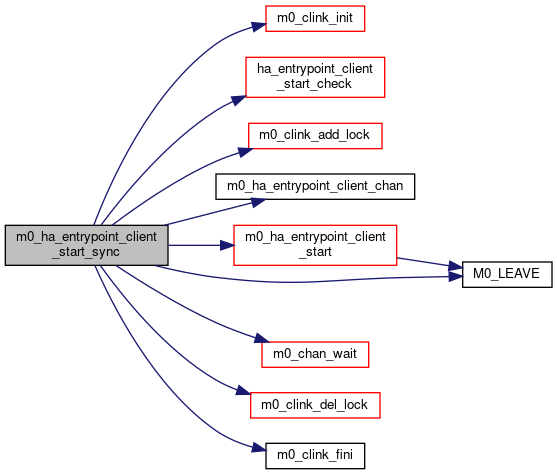 m0_clink_init
ha_entrypoint_client
_start_check
m0_clink_add_lock
m0_ha_entrypoint_client_chan
m0_ha_entrypoint_client
_start_sync
m0_ha_entrypoint_client
_start
M0_LEAVE
m0_chan_wait
m0_clink_del_lock
m0_clink_fini